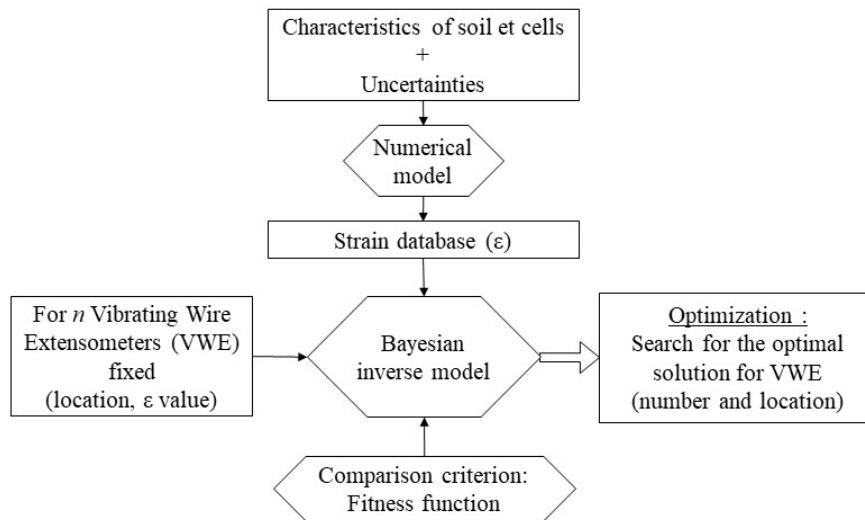 Characteristics of soil et cells
+
Uncertainties
Numerical
model
Strain database (ε)
For n Vibrating Wire
Extensometers (VWE)
fixed
(location, ε value)
Bayesian
inverse model
Optimization :
Search for the optimal
solution for VWE
(number and location)
Comparison criterion:
Fitness function